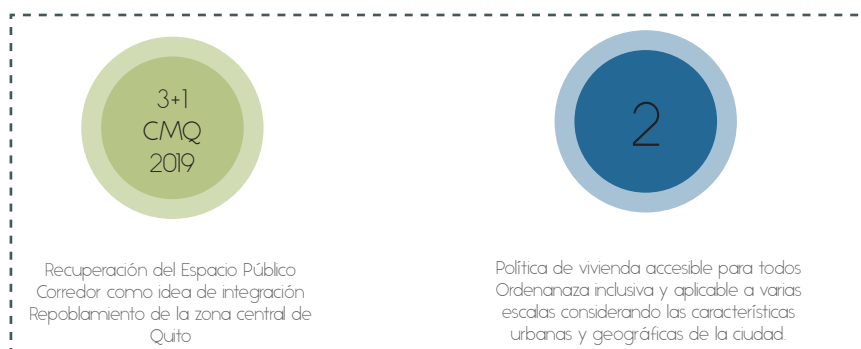 3+1
CMQ
2019
Recuperación del Espacio Público
Corredor como idea de integración
Repoblamiento de la zona central de
Quito
2
Política de vivienda accesible para todos
Ordenanaza inclusiva y aplicable a varias
escalas considerando las características
urbanas y geográficas de la ciudad.